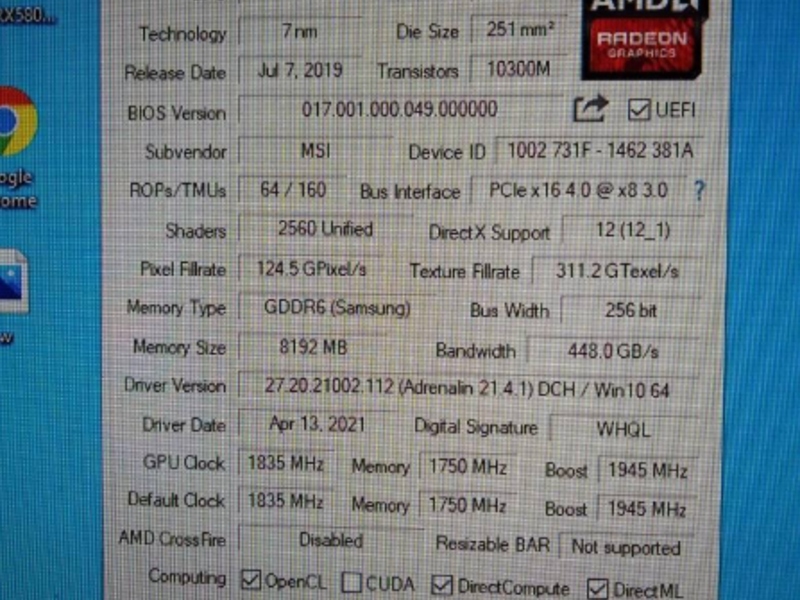 RX580...
AMD
RADEON
GRAPHICS
Technology 7 nm Die Size 251 mm²
Release Date Jul 7, 2019 Transistors 10300M
BIOS Version 017.001.000.049.000000 UEFI
Subvendor MSI Device ID 1002 731F - 1462 381A
ROPs/TMUs 64 / 160 Bus Interface PCIe x16 4.0 @ x8 3.0 ?
Shaders 2560 Unified DirectX Support 12 (12_1)
Pixel Fillrate 124.5 GPixel/s Texture Fillrate 311.2 GTexel/s
Memory Type GDDR6 (Samsung) Bus Width 256 bit
Memory Size 8192 MB Bandwidth 448.0 GB/s
Driver Version 27.20.21002.112 (Adrenalin 21.4.1) DCH / Win10 64
Driver Date Apr 13, 2021 Digital Signature WHQL
GPU Clock 1835 MHz Memory 1750 MHz Boost 1945 MHz
Default Clock 1835 MHz Memory 1750 MHz Boost 1945 MHz
AMD CrossFire Disabled Resizable BAR Not supported
Computing OpenCL CUDA DirectCompute DirectML
ogle
ome
w